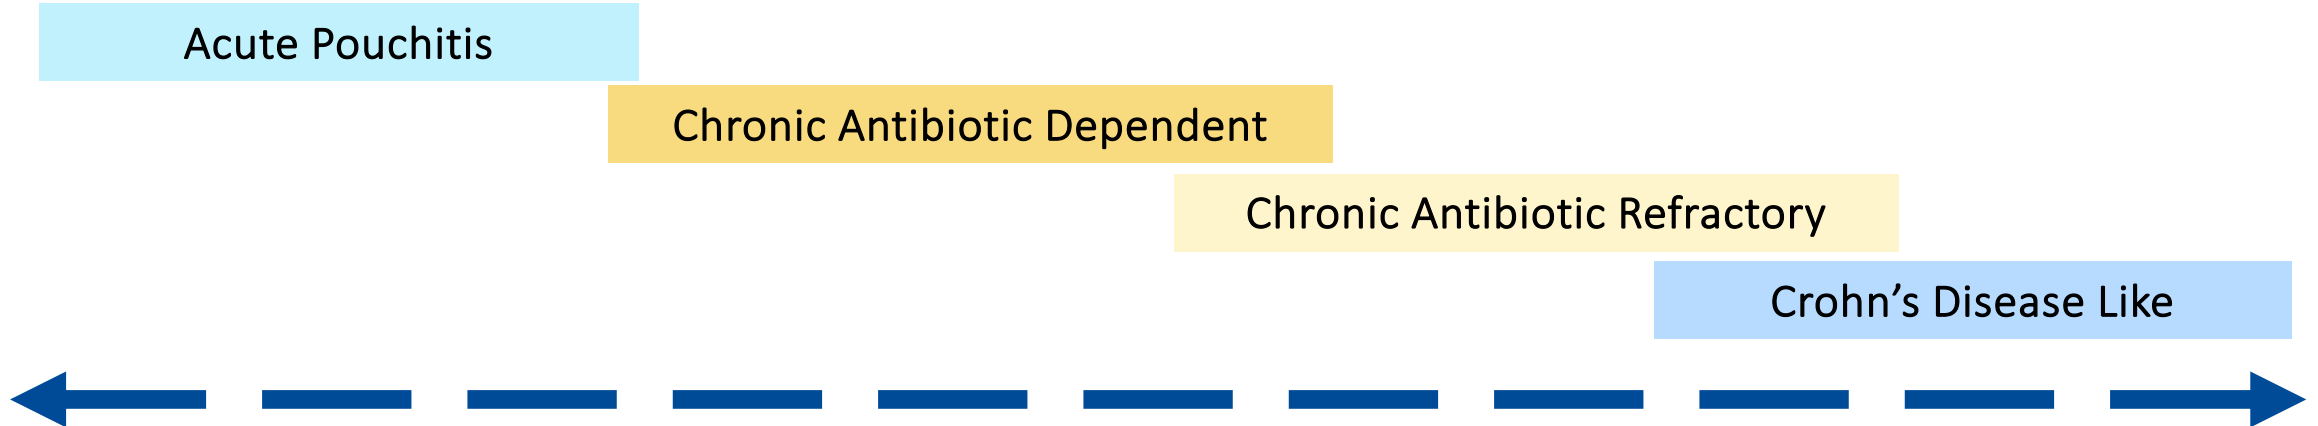 Acute Pouchitis
Chronic Antibiotic Dependent
Chronic Antibiotic Refractory
Crohn’s Disease Like